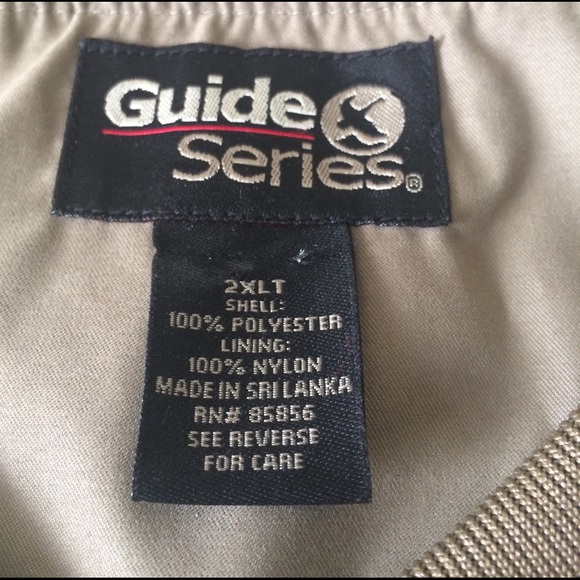 Guide
Series®
2XLT
SHELL:
100% POLYESTER
LINING:
100% NYLON
MADE IN SRI LANKA
RN# 85856
SEE REVERSE
FOR CARE